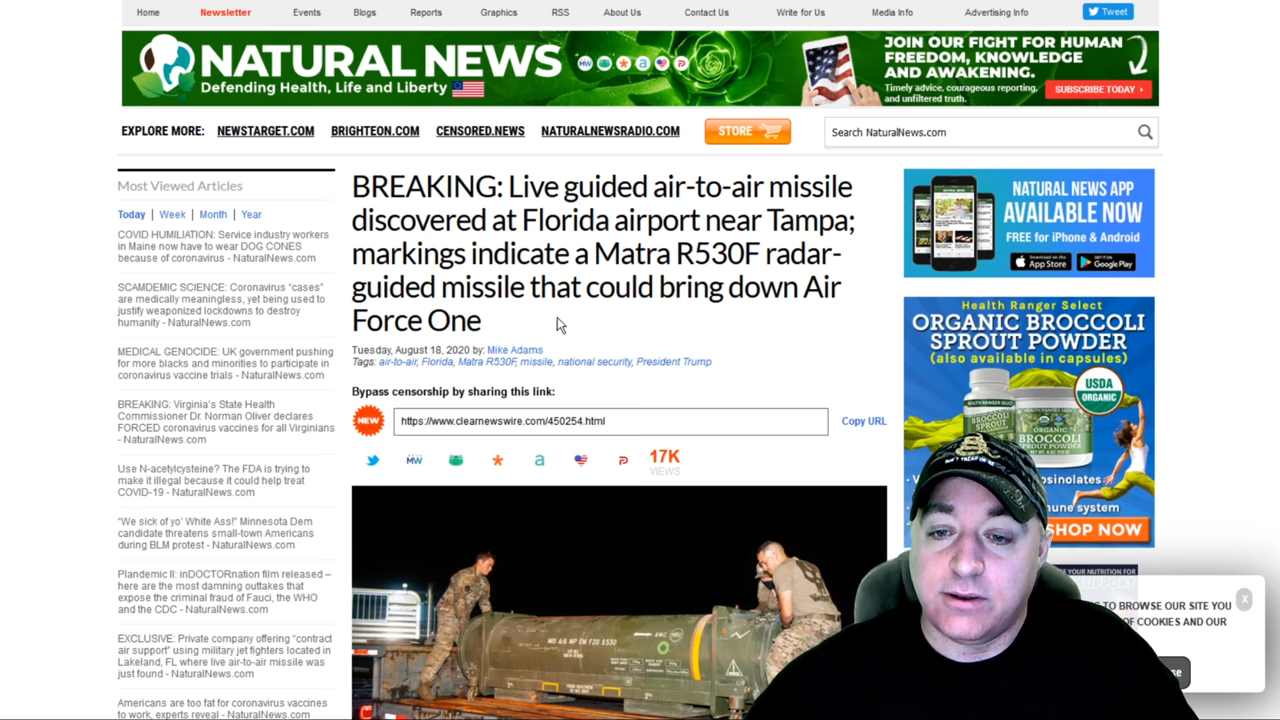 Home Newsletter Events Blogs Reports Graphics RSS About Us Contact Us Write for Us Media Info Advertising Info Tweet
NATURAL NEWS
Defending Health, Life and Liberty
JOIN OUR FIGHT FOR HUMAN
FREEDOM, KNOWLEDGE
AND AWAKENING.
Timely advice, courageous reporting,
and unfiltered truth.
SUBSCRIBE TODAY
EXPLORE MORE: NEWSTARGET.COM BRIGHTEON.COM CENSORED.NEWS NATURALNEWSRADIO.COM STORE Search NaturalNews.com
Most Viewed Articles
Today | Week | Month | Year
COVID HUMILIATION: Service industry
workers in Maine now have to wear DOG CONES
because of coronavirus - NaturalNews.com
SCAMDEMIC SCIENCE: Coronavirus “cases”
are medically meaningless, yet being used to
justify weaponized lockdowns to destroy
humanity - NaturalNews.com
MEDICAL GENOCIDE: UK government pushing
for more blacks and minorities to participate in
coronavirus vaccine trials - NaturalNews.com
BREAKING: Virginia's State Health
Commissioner Dr. Norman Oliver declares
FORCED coronavirus vaccines for all Virginians
- NaturalNews.com
Use N-acetylcysteine? The FDA is trying to
make it illegal because it could help treat
COVID-19 - NaturalNews.com
“We sick of yo' White Ass!” Minnesota Dem
candidate threatens small-town Americans
during BLM protest - NaturalNews.com
Plandemic II: inDOCTORnation film released –
here are the most damning outtakes that
expose the criminal fraud of Fauci, the WHO
and the CDC - NaturalNews.com
EXCLUSIVE: Private company offering “contract
air support” using military jet fighters located in
Lakeland, FL where live air-to-air missile was
just found - NaturalNews.com
Americans are too fat for coronavirus vaccines
to work, experts reveal - NaturalNews.com
BREAKING: Live guided air-to-air missile
discovered at Florida airport near Tampa;
markings indicate a Matra R530F radar-
guided missile that could bring down Air
Force One
Tuesday, August 18, 2020 by: Mike Adams
Tags: air-to-air, Florida, Matra R530F, missile, national security, President Trump
Bypass censorship by sharing this link:
NEW https://www.clearnewswire.com/450254.html Copy URL
MW 17K
VIEWS
NATURAL NEWS APP
AVAILABLE NOW
FREE for iPhone & Android
App Store Google Play
Health Ranger Select
ORGANIC BROCCOLI
SPROUT POWDER
(also available in capsules)
USDA
ORGANIC
BROCCOLI
SHOP NOW
TO BROWSE OUR SITE YOU
OF COOKIES AND OUR
X